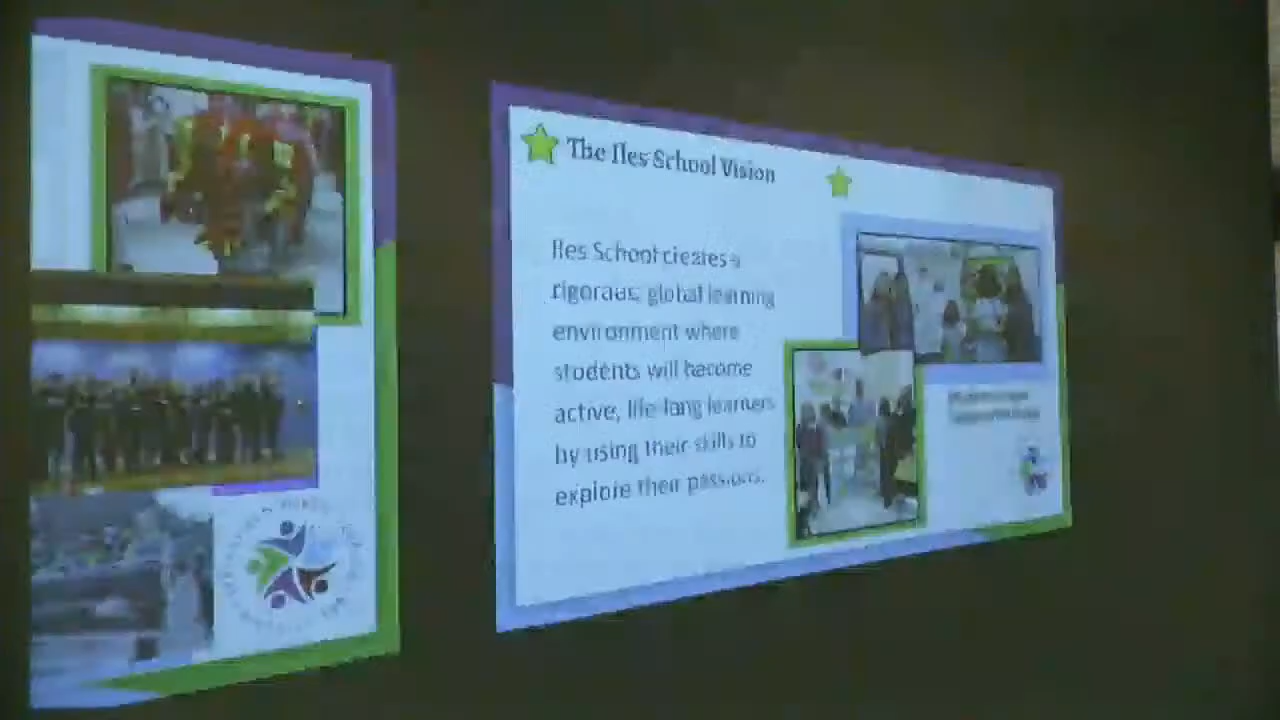 The Iles School Vision
Iles School creates a
rigorous, global learning
environment where
students will become
active, life-long learners
by using their skills to
explore their passions.